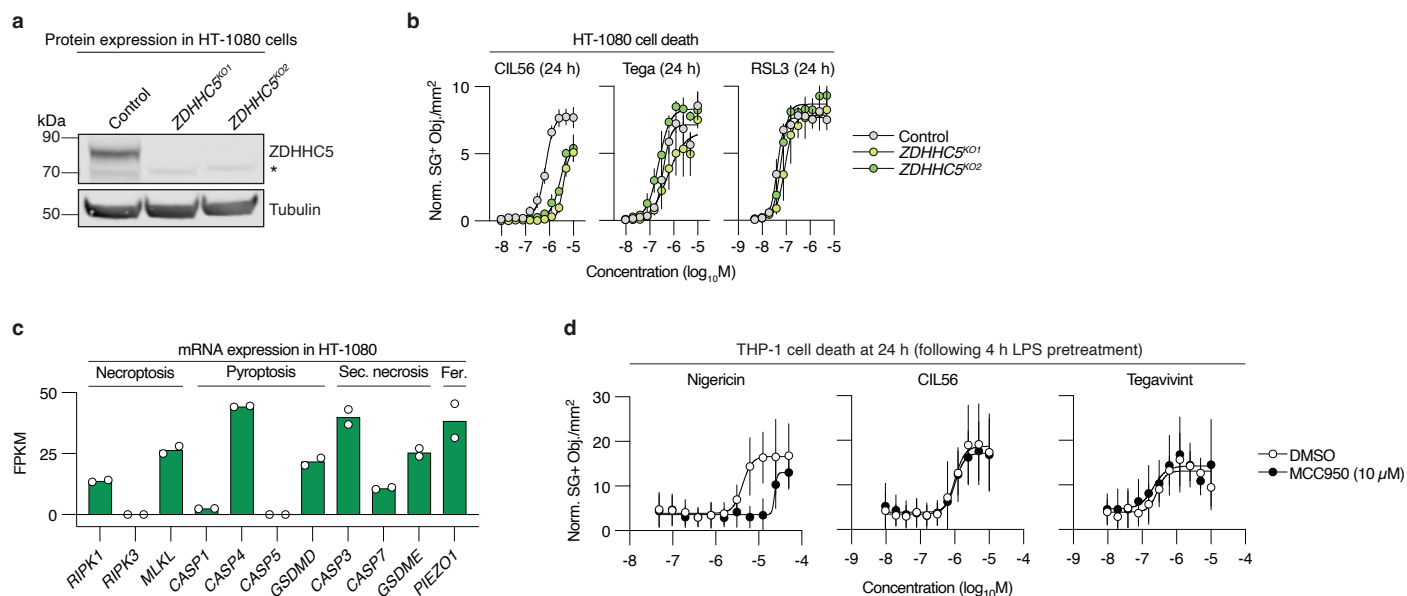 a
Protein expression in HT-1080 cells
Control
ZDHHC5KO1
ZDHHC5KO2
kDa
90
70
50
ZDHHC5
*
Tubulin
b
HT-1080 cell death
CIL56 (24 h)
Tega (24 h)
RSL3 (24 h)
Norm. SG+ Obj./mm2
10
5
0
-8 -7 -6 -5
-8 -7 -6 -5
-9 -8 -7 -6 -5
Concentration (log10M)
Control
ZDHHC5KO1
ZDHHC5KO2
c
mRNA expression in HT-1080
Necroptosis
Pyroptosis
Sec. necrosis
Fer.
FPKM
50
25
0
RIPK1
RIPK3
MLKL
CASP1
CASP4
CASP5
GSDMD
CASP3
CASP7
GSDME
PIEZO1
d
THP-1 cell death at 24 h (following 4 h LPS pretreatment)
Nigericin
CIL56
Tegavivint
Norm. SG+ Obj./mm2
30
20
10
0
-8 -7 -6 -5 -4
-9 -8 -7 -6 -5 -4
-9 -8 -7 -6 -5 -4
Concentration (log10M)
DMSO
MCC950 (10 µM)